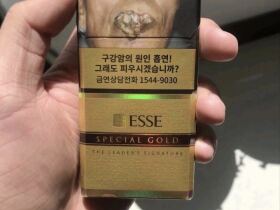 구강암의 원인 흡연!
그래도 피우시겠습니까?
금연상담전화 1544-9030
ESSE
SPECIAL GOLD
THE LEADER'S SIGNATURE